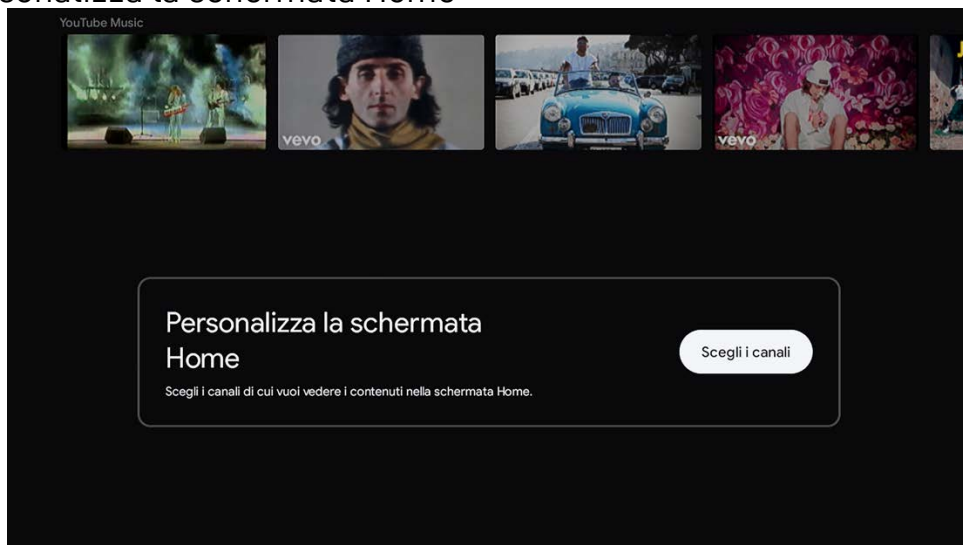 YouTube Music
vevo
vevo
Personalizza la schermata
Home
Scegli i canali
Scegli i canali di cui vuoi vedere i contenuti nella schermata Home.